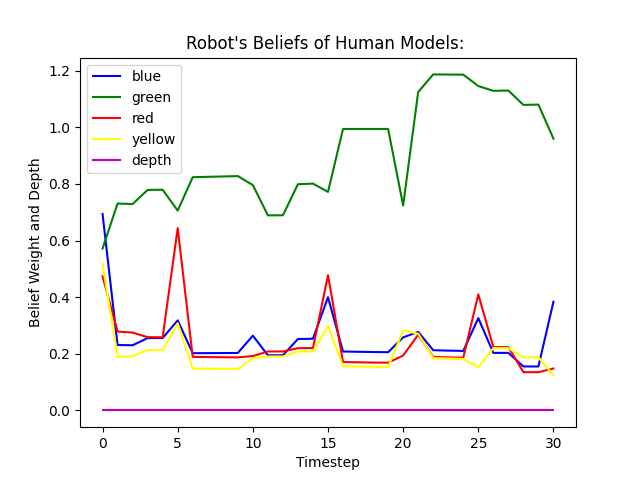 Robot's Beliefs of Human Models:
blue
green
red
yellow
depth
Belief Weight and Depth
1.2
1.0
0.8
0.6
0.4
0.2
0.0
0 5 10 15 20 25 30
Timestep